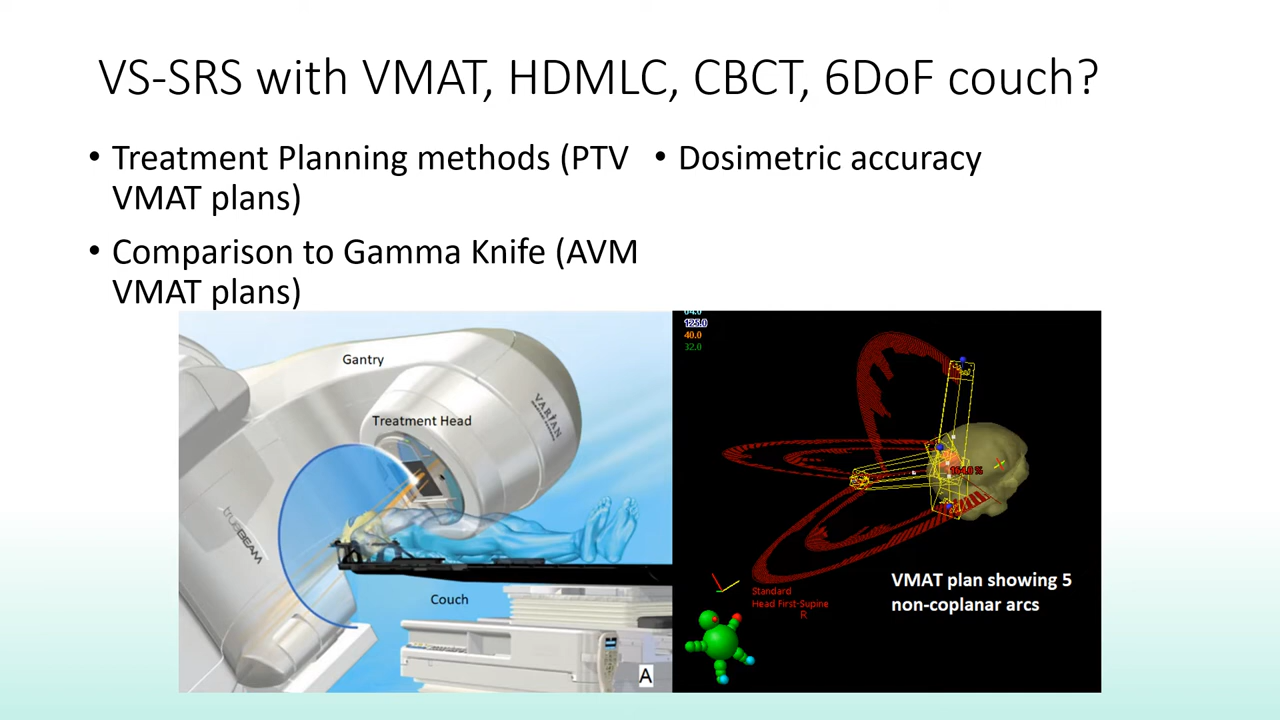 VS-SRS with VMAT, HDMLC, CBCT, 6DoF couch?
• Treatment Planning methods (PTV
VMAT plans)
• Comparison to Gamma Knife (AVM
VMAT plans)
• Dosimetric accuracy
Gantry
Treatment Head
VARIAN
TRUEBEAM
Couch
A
125.0
40.0
32.0
VMAT plan showing 5
non-coplanar arcs
Standard
Head First-Supine
R